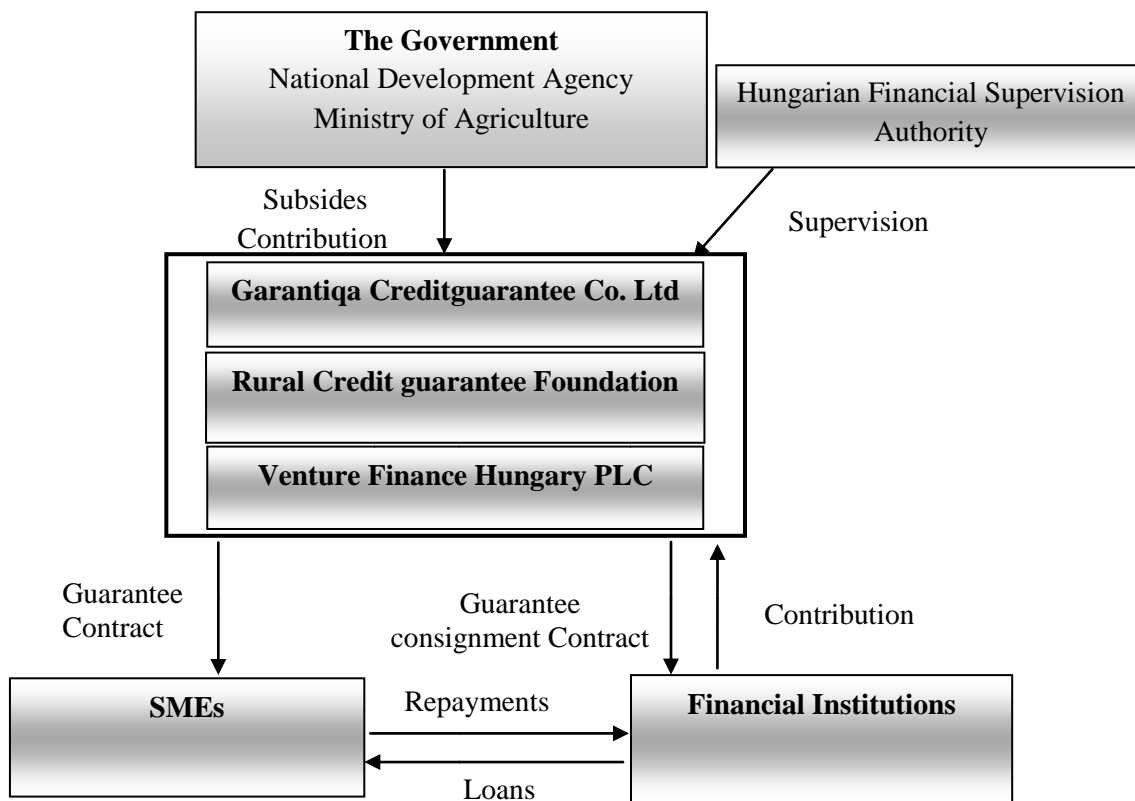 The Government
National Development Agency
Ministry of Agriculture
Hungarian Financial Supervision
Authority
Subsides
Contribution
Supervision
Garantiqa Creditguarantee Co. Ltd
Rural Credit guarantee Foundation
Venture Finance Hungary PLC
Guarantee
Contract
Guarantee
consignment Contract
Contribution
SMEs
Repayments
Loans
Financial Institutions